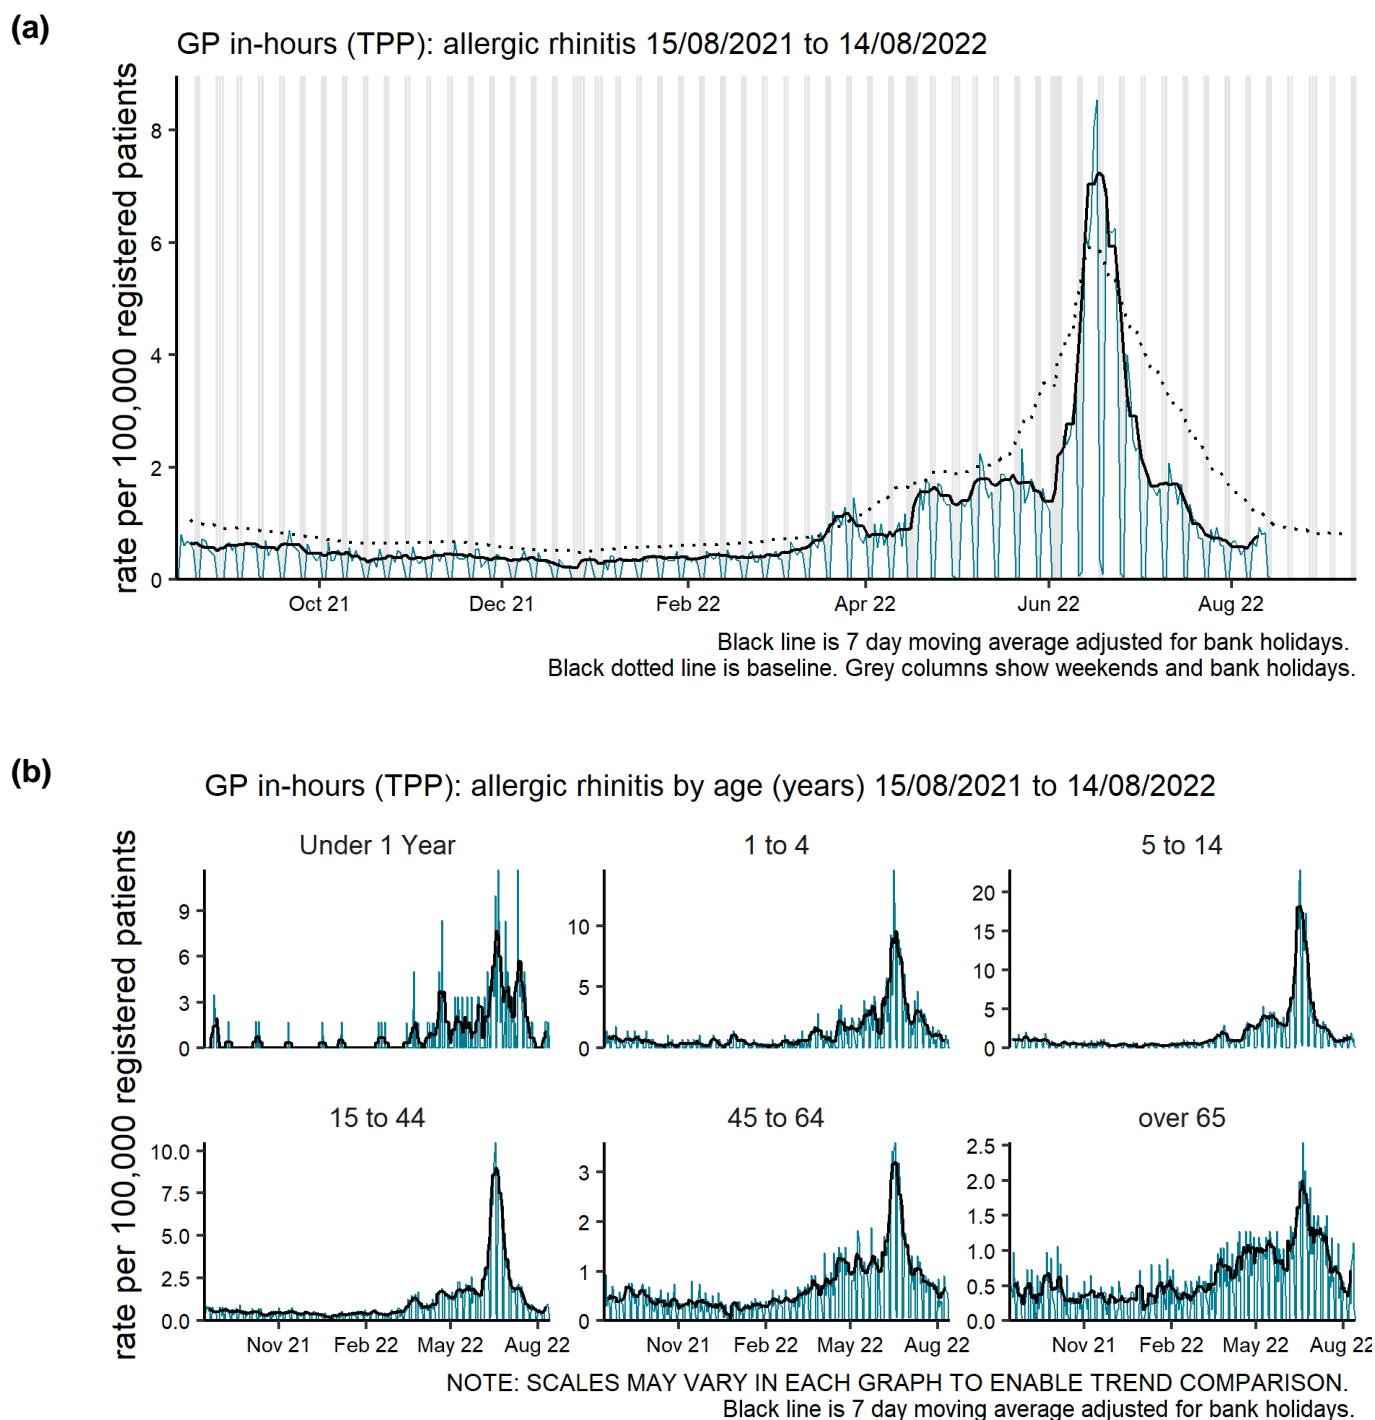 (a)
GP in-hours (TPP): allergic rhinitis 15/08/2021 to 14/08/2022
rate per 100,000 registered patients
8
6
4
2
0
Oct 21 Dec 21 Feb 22 Apr 22 Jun 22 Aug 22
Black line is 7 day moving average adjusted for bank holidays.
Black dotted line is baseline. Grey columns show weekends and bank holidays.
(b)
GP in-hours (TPP): allergic rhinitis by age (years) 15/08/2021 to 14/08/2022
rate per 100,000 registered patients
Under 1 Year
9
6
3
0
1 to 4
10
5
0
5 to 14
20
15
10
5
0
15 to 44
10.0
7.5
5.0
2.5
0.0
Nov 21 Feb 22 May 22 Aug 22
45 to 64
3
2
1
0
Nov 21 Feb 22 May 22 Aug 22
over 65
2.5
2.0
1.5
1.0
0.5
0.0
Nov 21 Feb 22 May 22 Aug 22
NOTE: SCALES MAY VARY IN EACH GRAPH TO ENABLE TREND COMPARISON.
Black line is 7 day moving average adjusted for bank holidays.